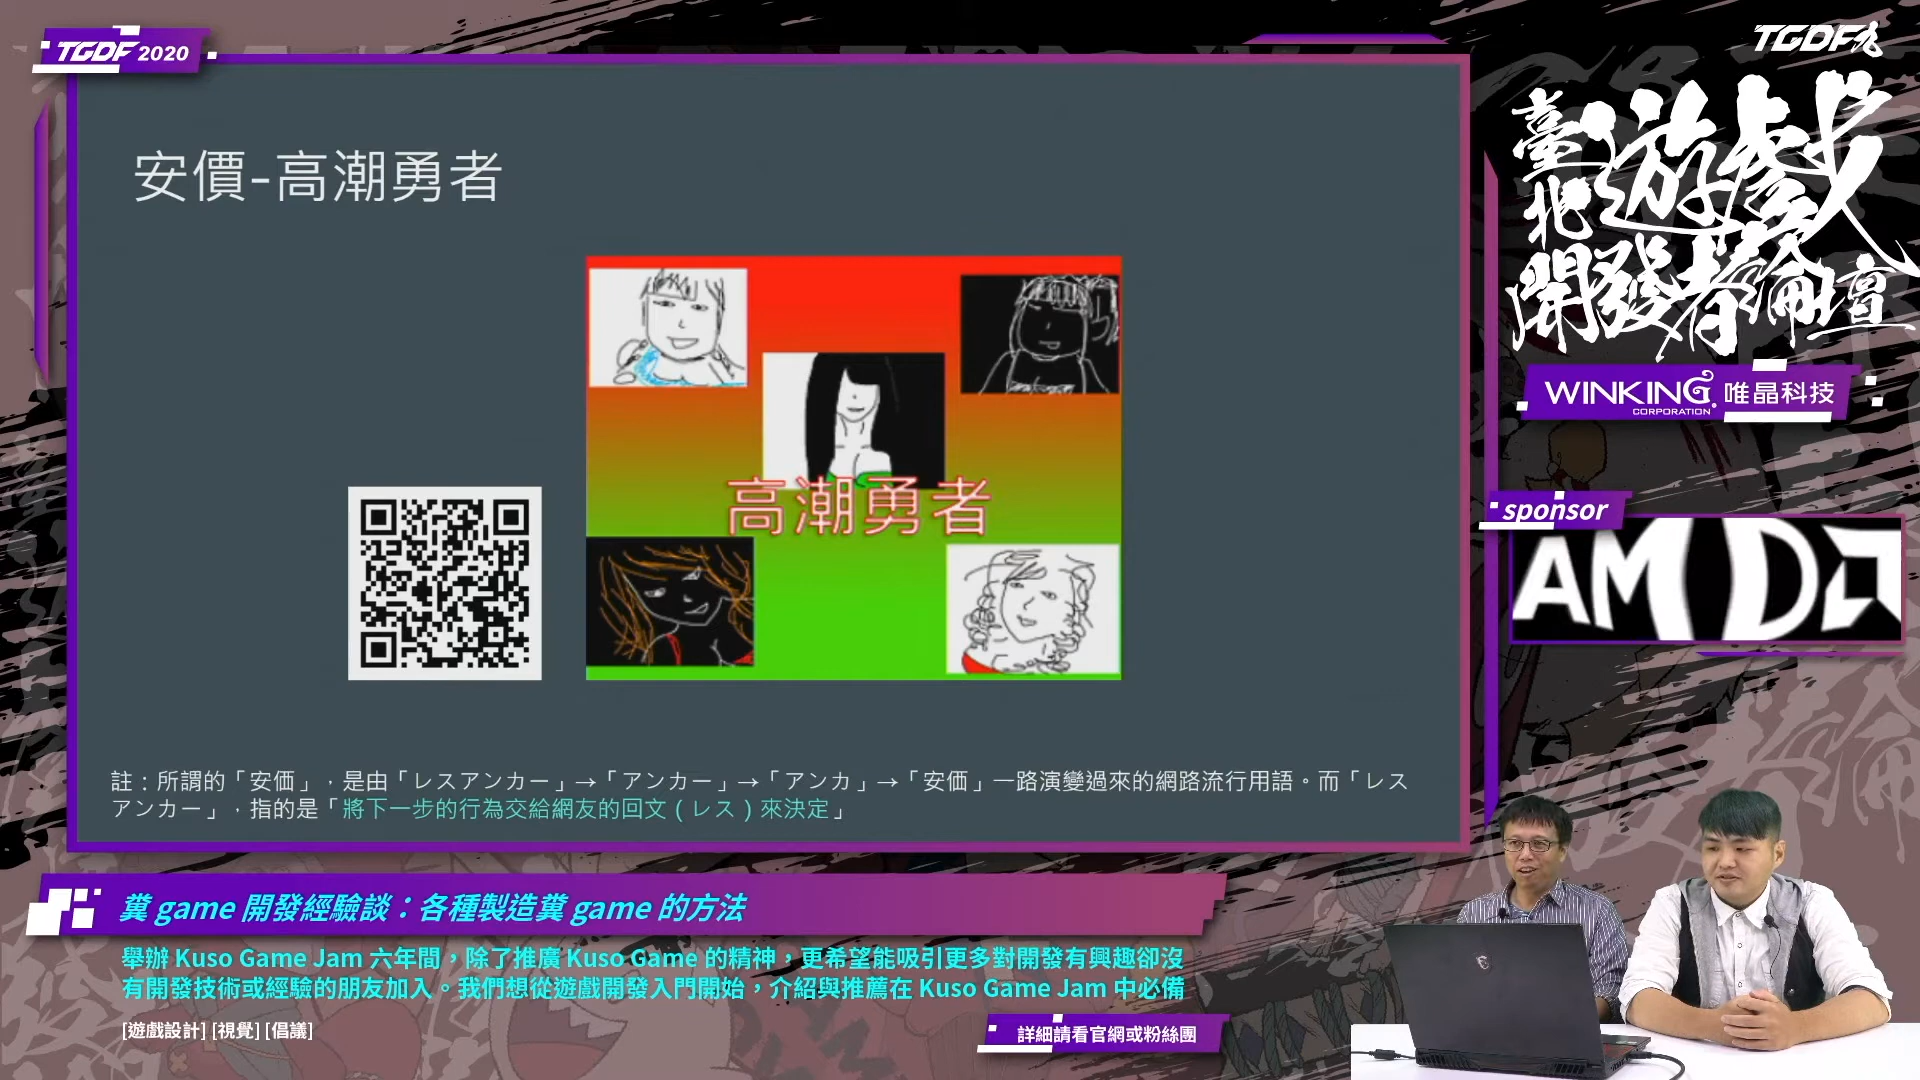 TGDF 2020
TGDF九
臺北遊戲開發者論壇
WINKING CORPORATION 唯晶科技
sponsor
AMD
安價-高潮勇者
高潮勇者
註：所謂的「安価」，是由「レスアンカー」→「アンカー」→「アンカ」→「安価」一路演變過來的網路流行用語。而「レス
アンカー」，指的是「將下一步的行為交給網友的回文（レス）來決定」
糞 game 開發經驗談：各種製造糞 game 的方法
舉辦 Kuso Game Jam 六年間，除了推廣 Kuso Game 的精神，更希望能吸引更多對開發有興趣卻沒
有開發技術或經驗的朋友加入。我們想從遊戲開發入門開始，介紹與推薦在 Kuso Game Jam 中必備
[遊戲設計] [視覺] [倡議]
詳細請看官網或粉絲團